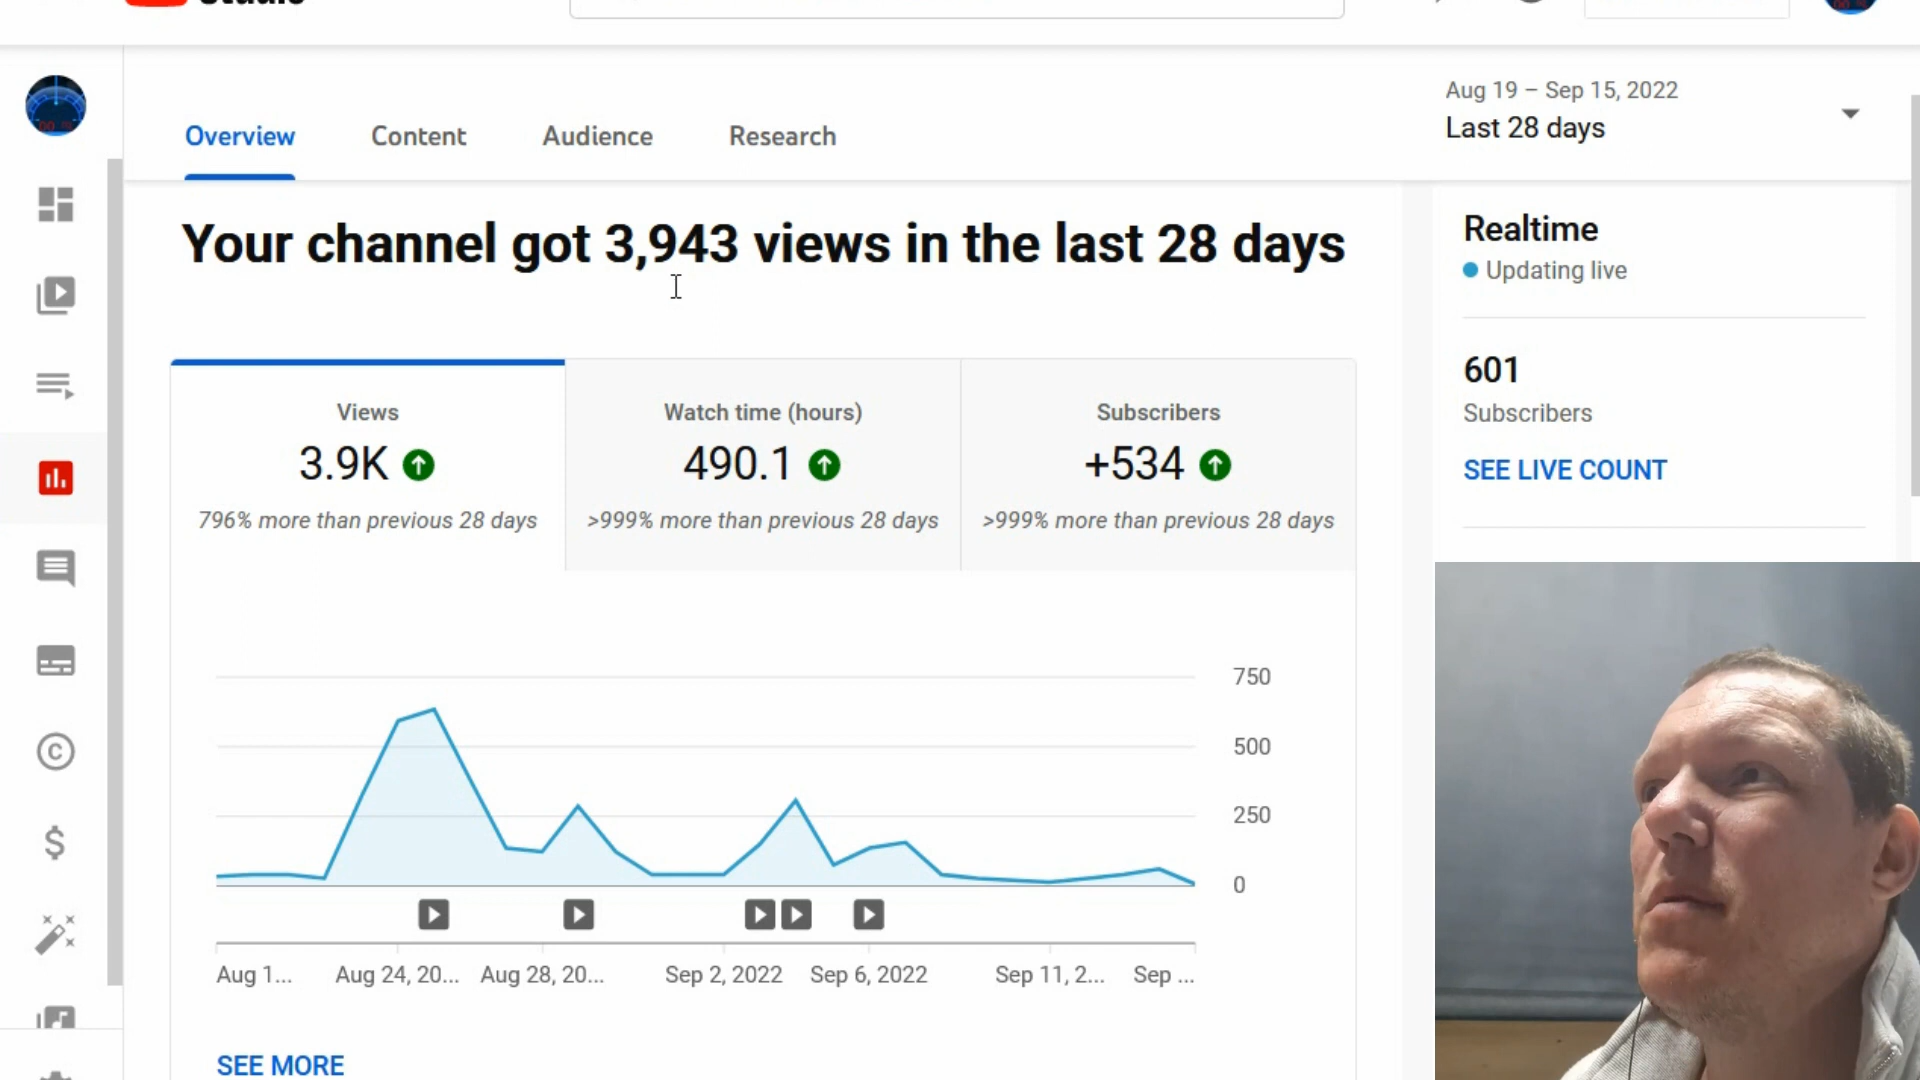 Studio
Aug 19 – Sep 15, 2022
Last 28 days
Overview
Content
Audience
Research
Your channel got 3,943 views in the last 28 days
Realtime
Updating live
601
Subscribers
SEE LIVE COUNT
Views
3.9K
796% more than previous 28 days
Watch time (hours)
490.1
>999% more than previous 28 days
Subscribers
+534
>999% more than previous 28 days
750
500
250
0
Aug 1...
Aug 24, 20...
Aug 28, 20...
Sep 2, 2022
Sep 6, 2022
Sep 11, 2...
Sep ...
SEE MORE